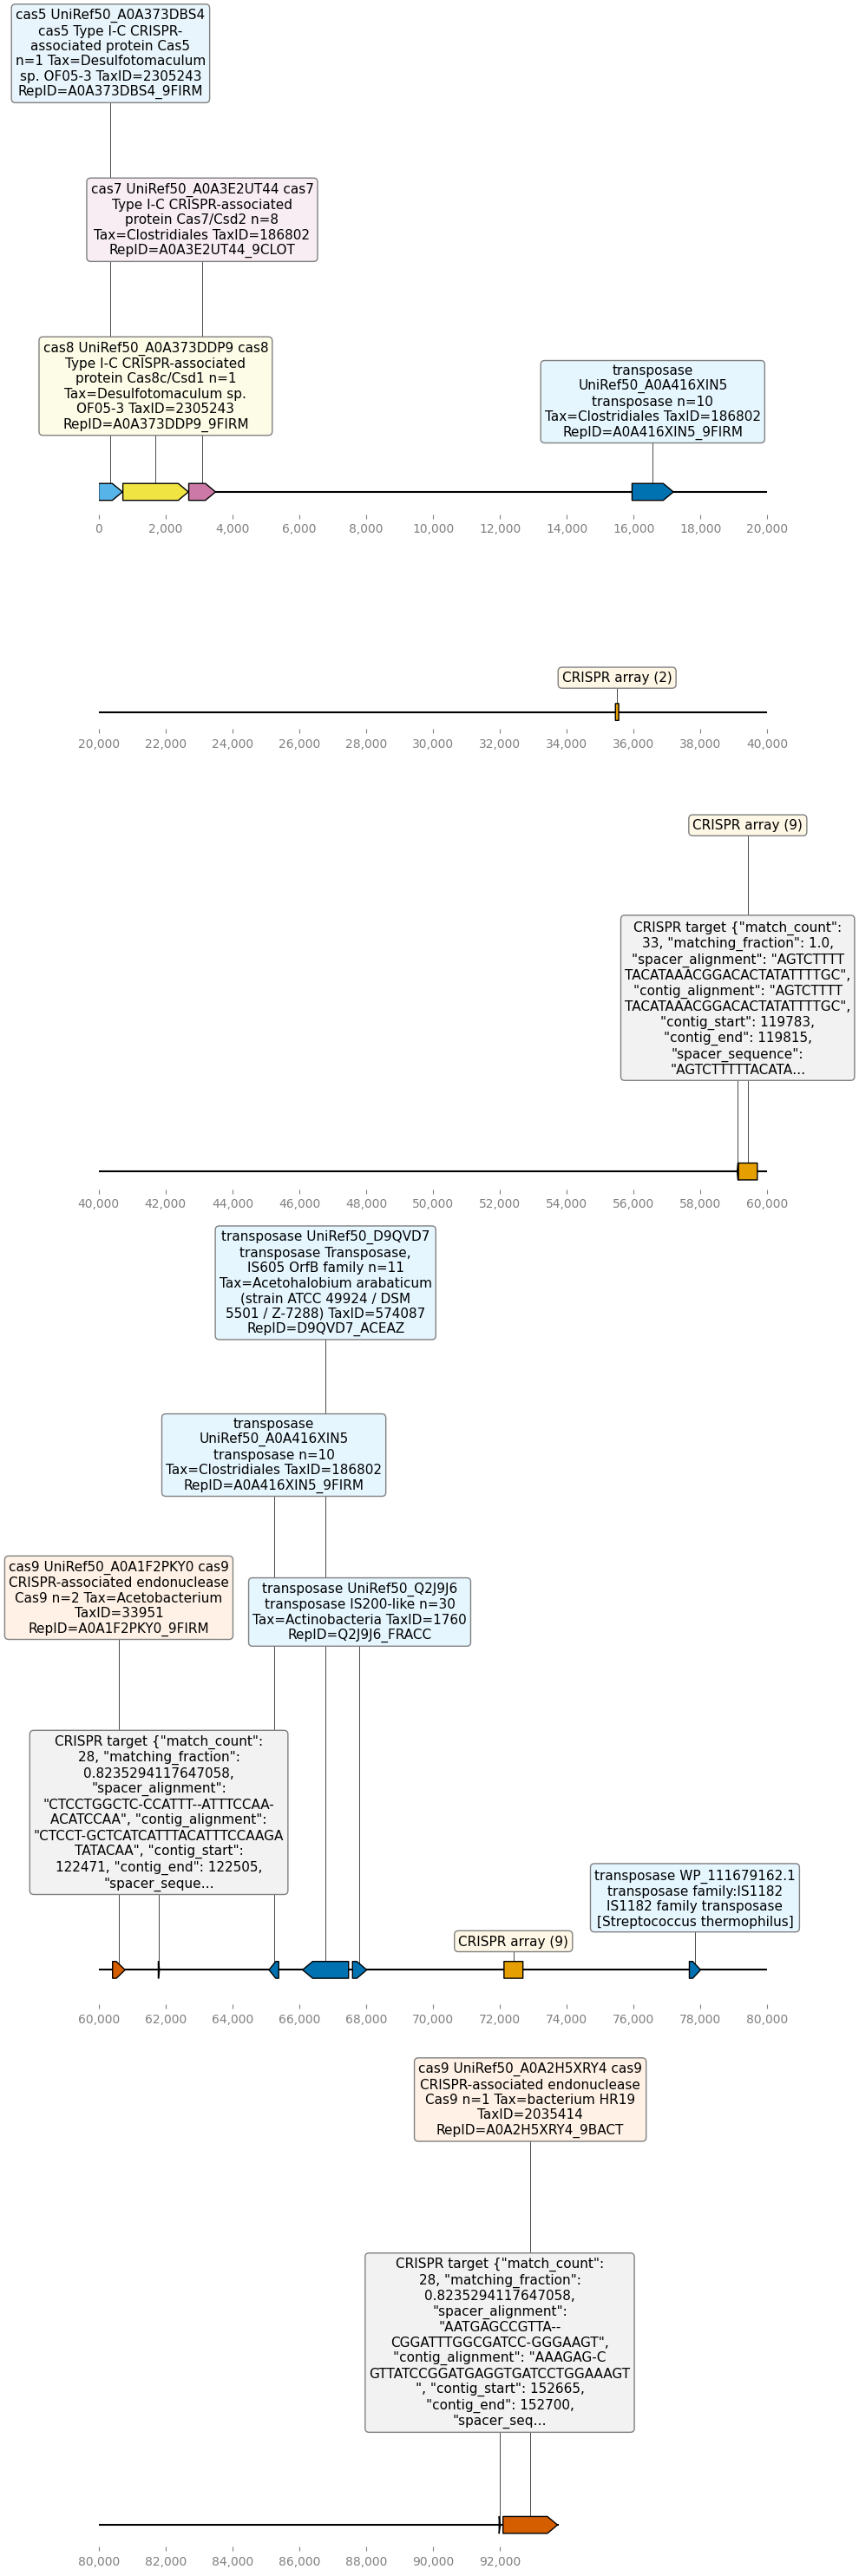 cas5 UniRef50_A0A373DBS4
cas5 Type I-C CRISPR-
associated protein Cas5
n=1 Tax=Desulfotomaculum
sp. OF05-3 TaxID=2305243
RepID=A0A373DBS4_9FIRM
cas7 UniRef50_A0A3E2UT44 cas7
Type I-C CRISPR-associated
protein Cas7/Csd2 n=8
Tax=Clostridiales TaxID=186802
RepID=A0A3E2UT44_9CLOT
cas8 UniRef50_A0A373DDP9 cas8
Type I-C CRISPR-associated
protein Cas8c/Csd1 n=1
Tax=Desulfotomaculum sp.
OF05-3 TaxID=2305243
RepID=A0A373DDP9_9FIRM
transposase
UniRef50_A0A416XIN5
transposase n=10
Tax=Clostridiales TaxID=186802
RepID=A0A416XIN5_9FIRM
0 2,000 4,000 6,000 8,000 10,000 12,000 14,000 16,000 18,000 20,000
CRISPR array (2)
20,000 22,000 24,000 26,000 28,000 30,000 32,000 34,000 36,000 38,000 40,000
CRISPR array (9)
CRISPR target {"match_count":
33, "matching_fraction": 1.0,
"spacer_alignment": "AGTCTTTT
TACATAAACGGACACTATATTTTGC",
"contig_alignment": "AGTCTTTT
TACATAAACGGACACTATATTTTGC",
"contig_start": 119783,
"contig_end": 119815,
"spacer_sequence":
"AGTCTTTTTACATA...
40,000 42,000 44,000 46,000 48,000 50,000 52,000 54,000 56,000 58,000 60,000
transposase UniRef50_D9QVD7
transposase Transposase,
IS605 OrfB family n=11
Tax=Acetohalobium arabaticum
(strain ATCC 49924 / DSM
5501 / Z-7288) TaxID=574087
RepID=D9QVD7_ACEAZ
transposase
UniRef50_A0A416XIN5
transposase n=10
Tax=Clostridiales TaxID=186802
RepID=A0A416XIN5_9FIRM
cas9 UniRef50_A0A1F2PKY0 cas9
CRISPR-associated endonuclease
Cas9 n=2 Tax=Acetobacterium
TaxID=33951
RepID=A0A1F2PKY0_9FIRM
transposase UniRef50_Q2J9J6
transposase IS200-like n=30
Tax=Actinobacteria TaxID=1760
RepID=Q2J9J6_FRACC
CRISPR target {"match_count":
28, "matching_fraction":
0.8235294117647058,
"spacer_alignment":
"CTCCTGGCTC-CCATTT--ATTTCCAA-
ACATCCAA", "contig_alignment":
"CTCCT-GCTCATCATTTACATTTCCAAGA
TATACAA", "contig_start":
122471, "contig_end": 122505,
"spacer_seque...
transposase WP_111679162.1
transposase family:IS1182
IS1182 family transposase
[Streptococcus thermophilus]
CRISPR array (9)
60,000 62,000 64,000 66,000 68,000 70,000 72,000 74,000 76,000 78,000 80,000
cas9 UniRef50_A0A2H5XRY4 cas9
CRISPR-associated endonuclease
Cas9 n=1 Tax=bacterium HR19
TaxID=2035414
RepID=A0A2H5XRY4_9BACT
CRISPR target {"match_count":
28, "matching_fraction":
0.8235294117647058,
"spacer_alignment":
"AATGAGCCGTTA--
CGGATTTGGCGATCC-GGGAAGT",
"contig_alignment": "AAAGAG-C
GTTATCCGGATGAGGTGATCCTGGAAAGT
", "contig_start": 152665,
"contig_end": 152700,
"spacer_seq...
80,000 82,000 84,000 86,000 88,000 90,000 92,000